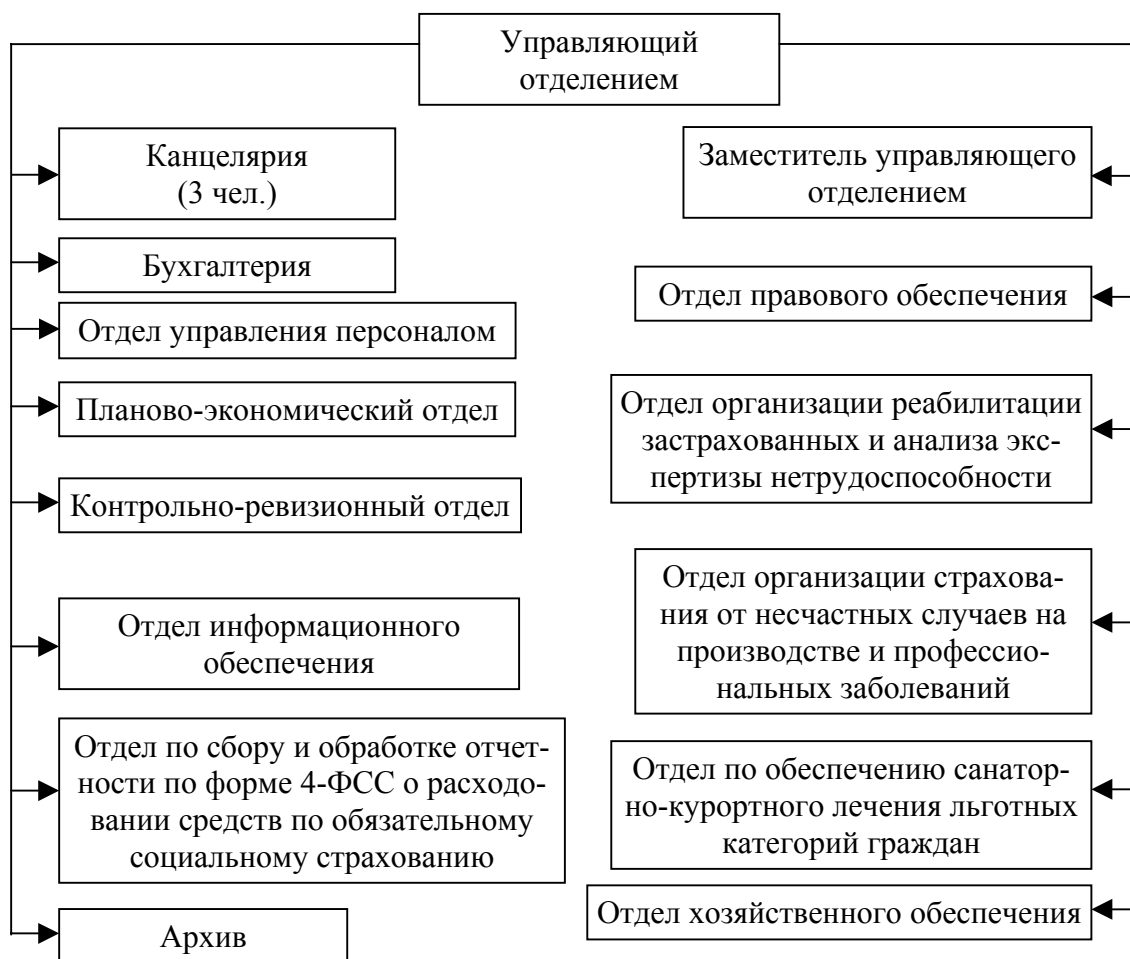 Управляющий
отделением
Канцелярия
(3 чел.)
Бухгалтерия
Отдел управления персоналом
Планово-экономический отдел
Контрольно-ревизионный отдел
Отдел информационного
обеспечения
Отдел по сбору и обработке отчет-
ности по форме 4-ФСС о расходо-
вании средств по обязательному
социальному страхованию
Архив
Заместитель управляющего
отделением
Отдел правового обеспечения
Отдел организации реабилитации
застрахованных и анализа экс-
пертизы нетрудоспособности
Отдел организации страхова-
ния от несчастных случаев на
производстве и профессио-
нальных заболеваний
Отдел по обеспечению санатор-
но-курортного лечения льготных
категорий граждан
Отдел хозяйственного обеспечения